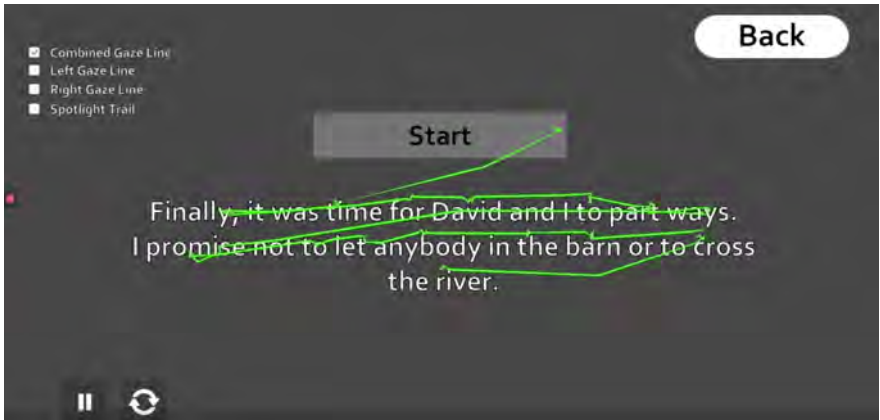 Back
Combined Gaze Line
Left Gaze Line
Right Gaze Line
Spotlight Trail
Start
Finally, it was time for David and I to part ways.
I promise not to let anybody in the barn or to cross
the river.